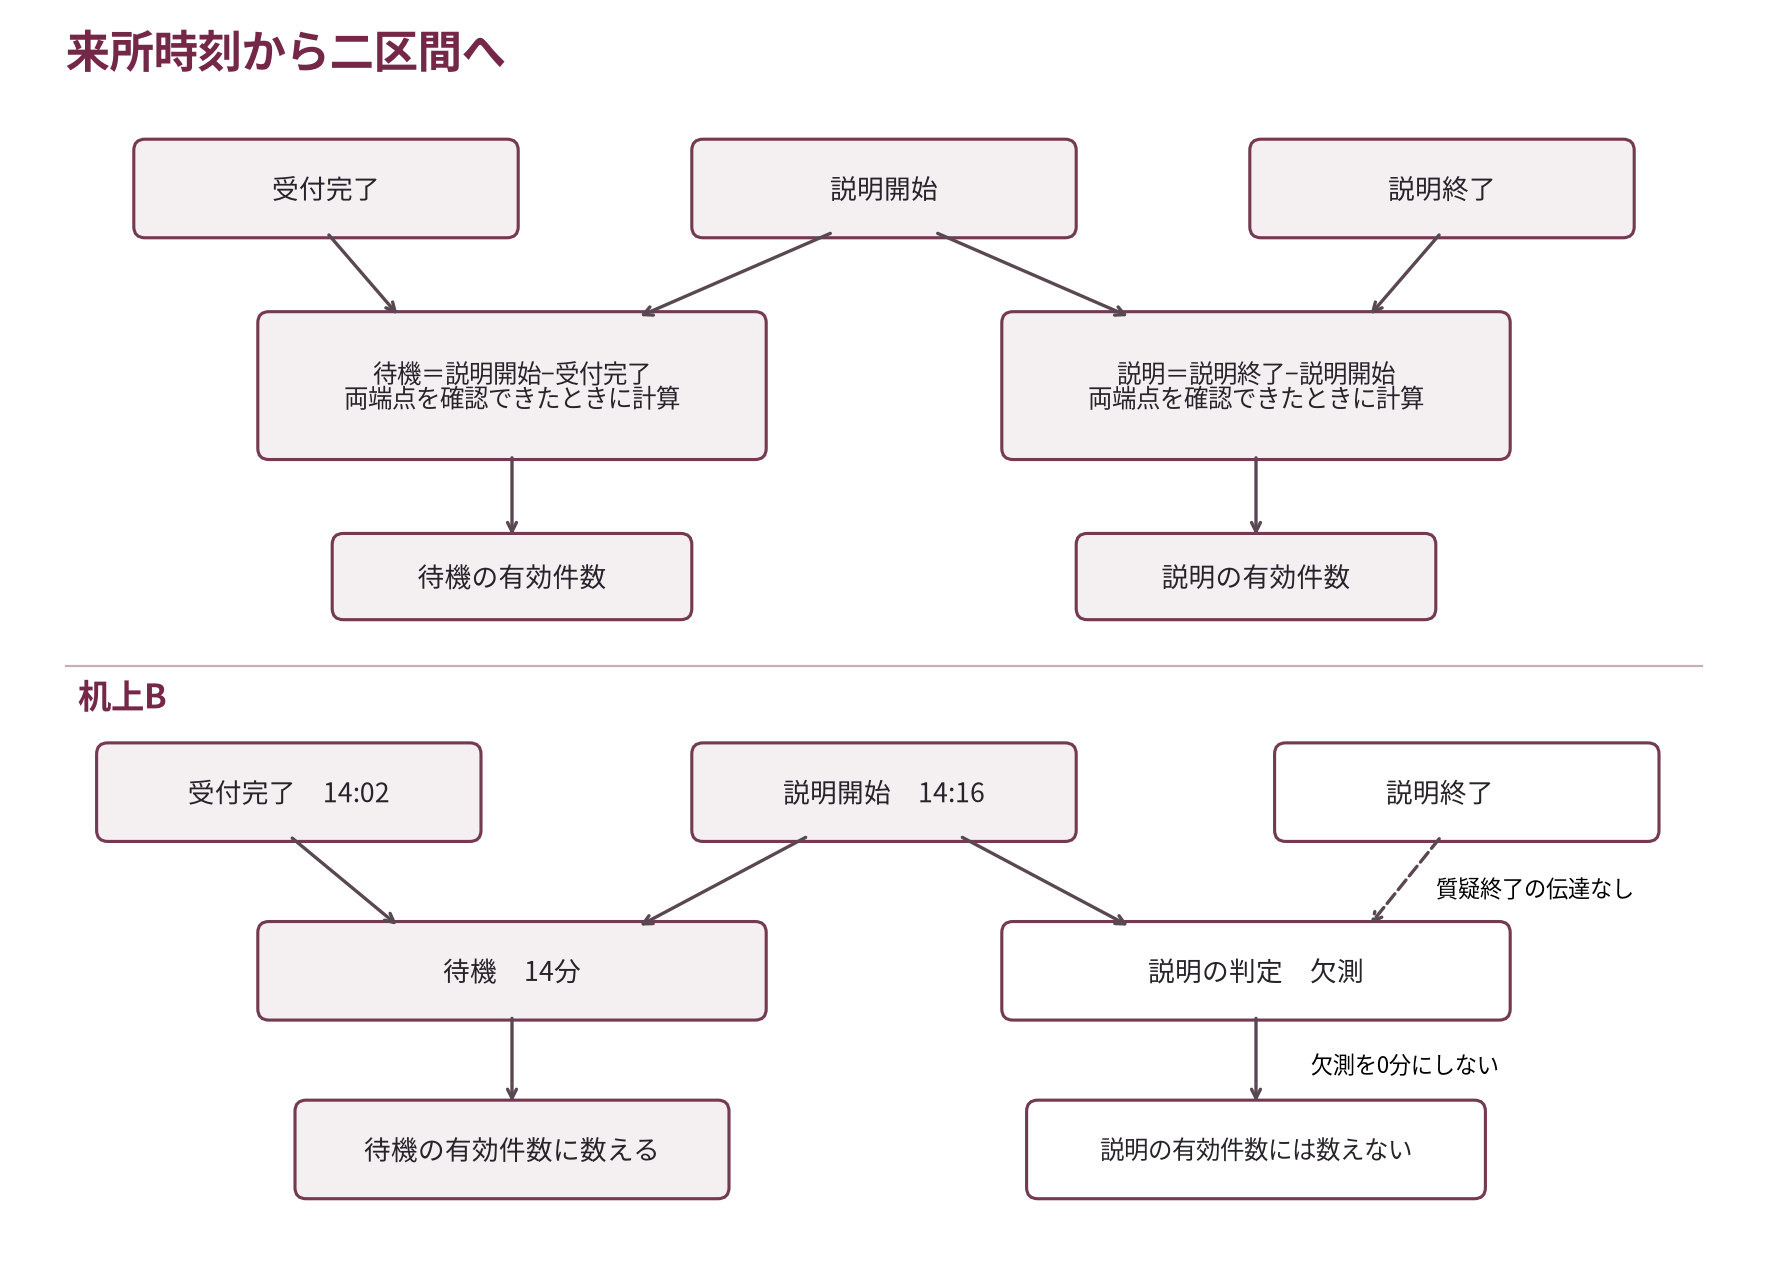 来所時刻から二区間へ
受付完了
説明開始
説明終了
待機＝説明開始−受付完了
両端点を確認できたときに計算
説明＝説明終了−説明開始
両端点を確認できたときに計算
待機の有効件数
説明の有効件数
机上B
受付完了　14:02
説明開始　14:16
説明終了
質疑終了の伝達なし
待機　14分
説明の判定　欠測
欠測を0分にしない
待機の有効件数に数える
説明の有効件数には数えない